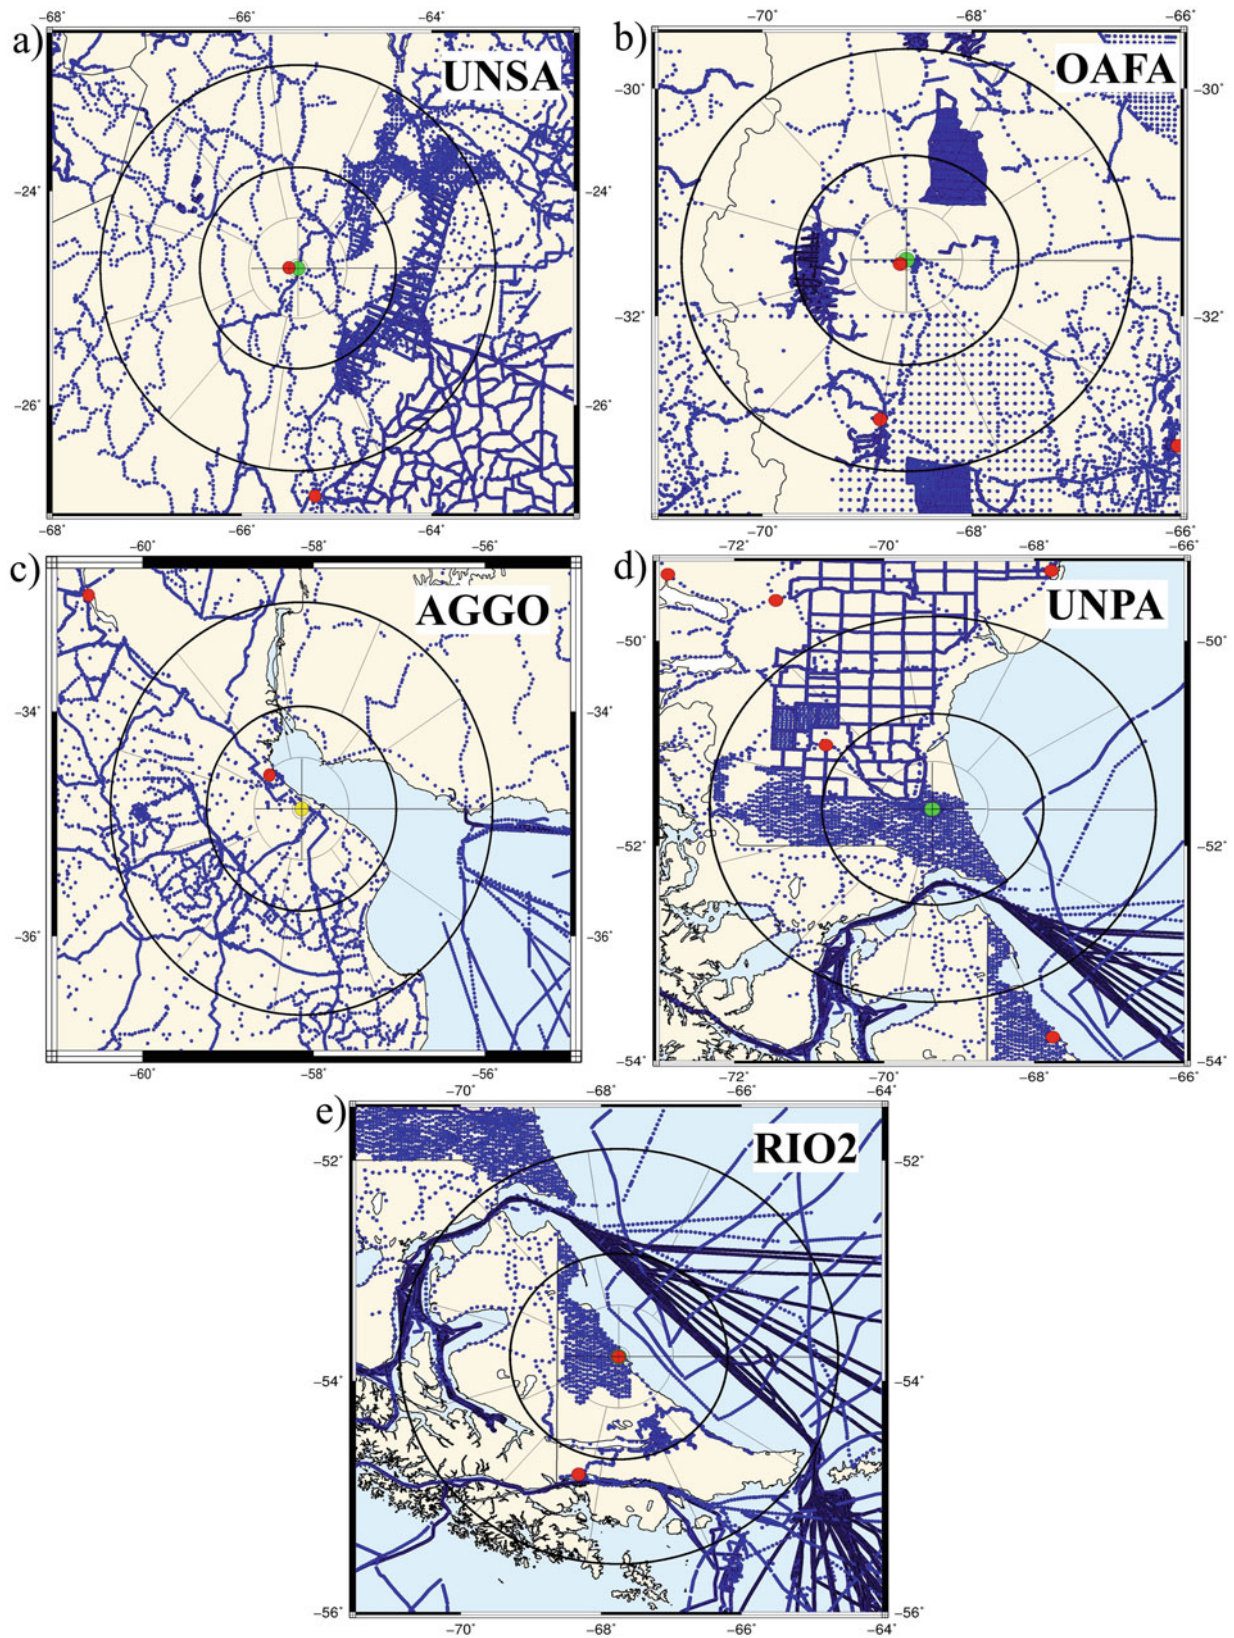 −68˚ −66˚ −64˚
a) UNSA
−24˚ −24˚
−26˚ −26˚
−68˚ −66˚ −64˚
−70˚ −68˚ −66˚
b) OAFA
−30˚ −30˚
−32˚ −32˚
−70˚ −68˚ −66˚
−60˚ −58˚ −56˚
c) AGGO
−34˚ −34˚
−36˚ −36˚
−60˚ −58˚ −56˚
−72˚ −70˚ −68˚ −66˚
d) UNPA
−50˚ −50˚
−52˚ −52˚
−54˚ −54˚
−72˚ −70˚ −68˚ −66˚
−70˚ −68˚ −66˚ −64˚
e) RIO2
−52˚ −52˚
−54˚ −54˚
−56˚ −56˚
−70˚ −68˚ −66˚ −64˚